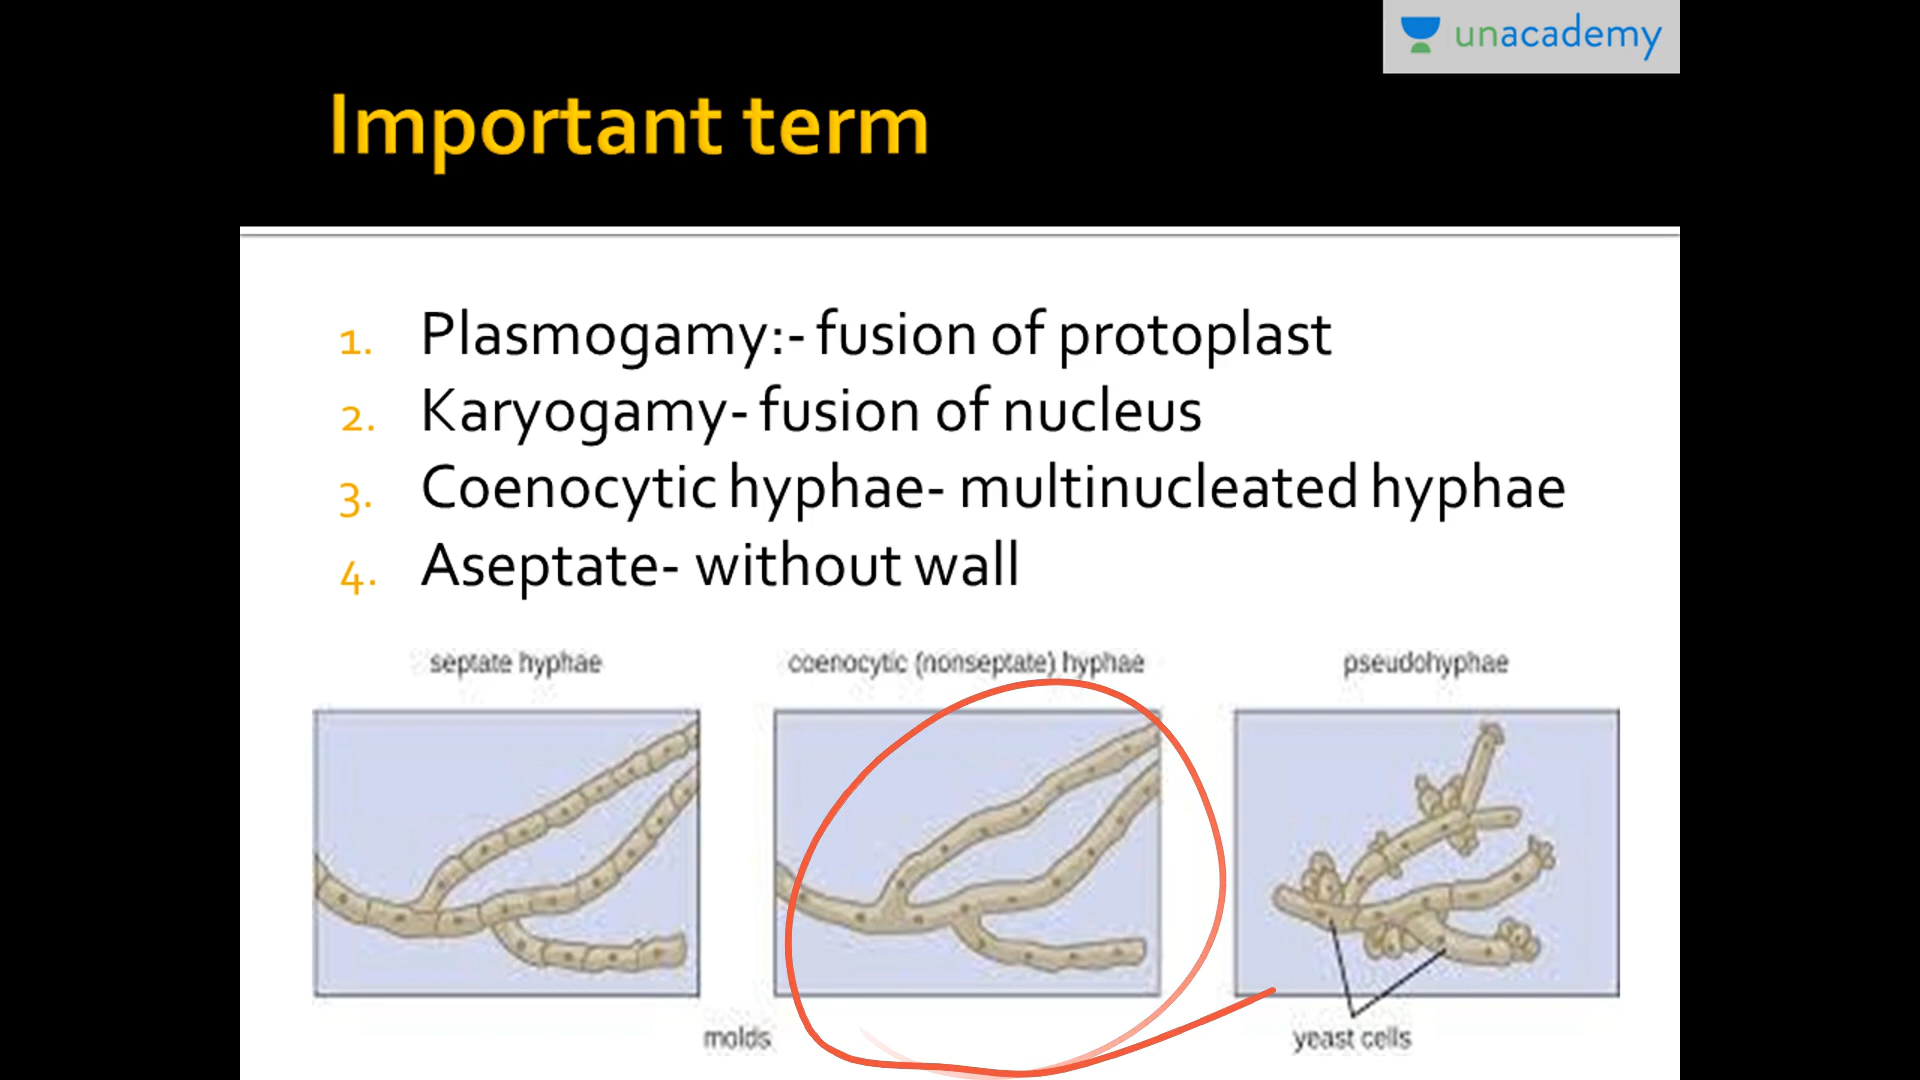 unacademy
Important term
1. Plasmogamy:- fusion of protoplast
2. Karyogamy- fusion of nucleus
3. Coenocytic hyphae- multinucleated hyphae
4. Aseptate- without wall
septate hyphae
coenocytic (nonseptate) hyphae
pseudohyphae
molds
yeast cells